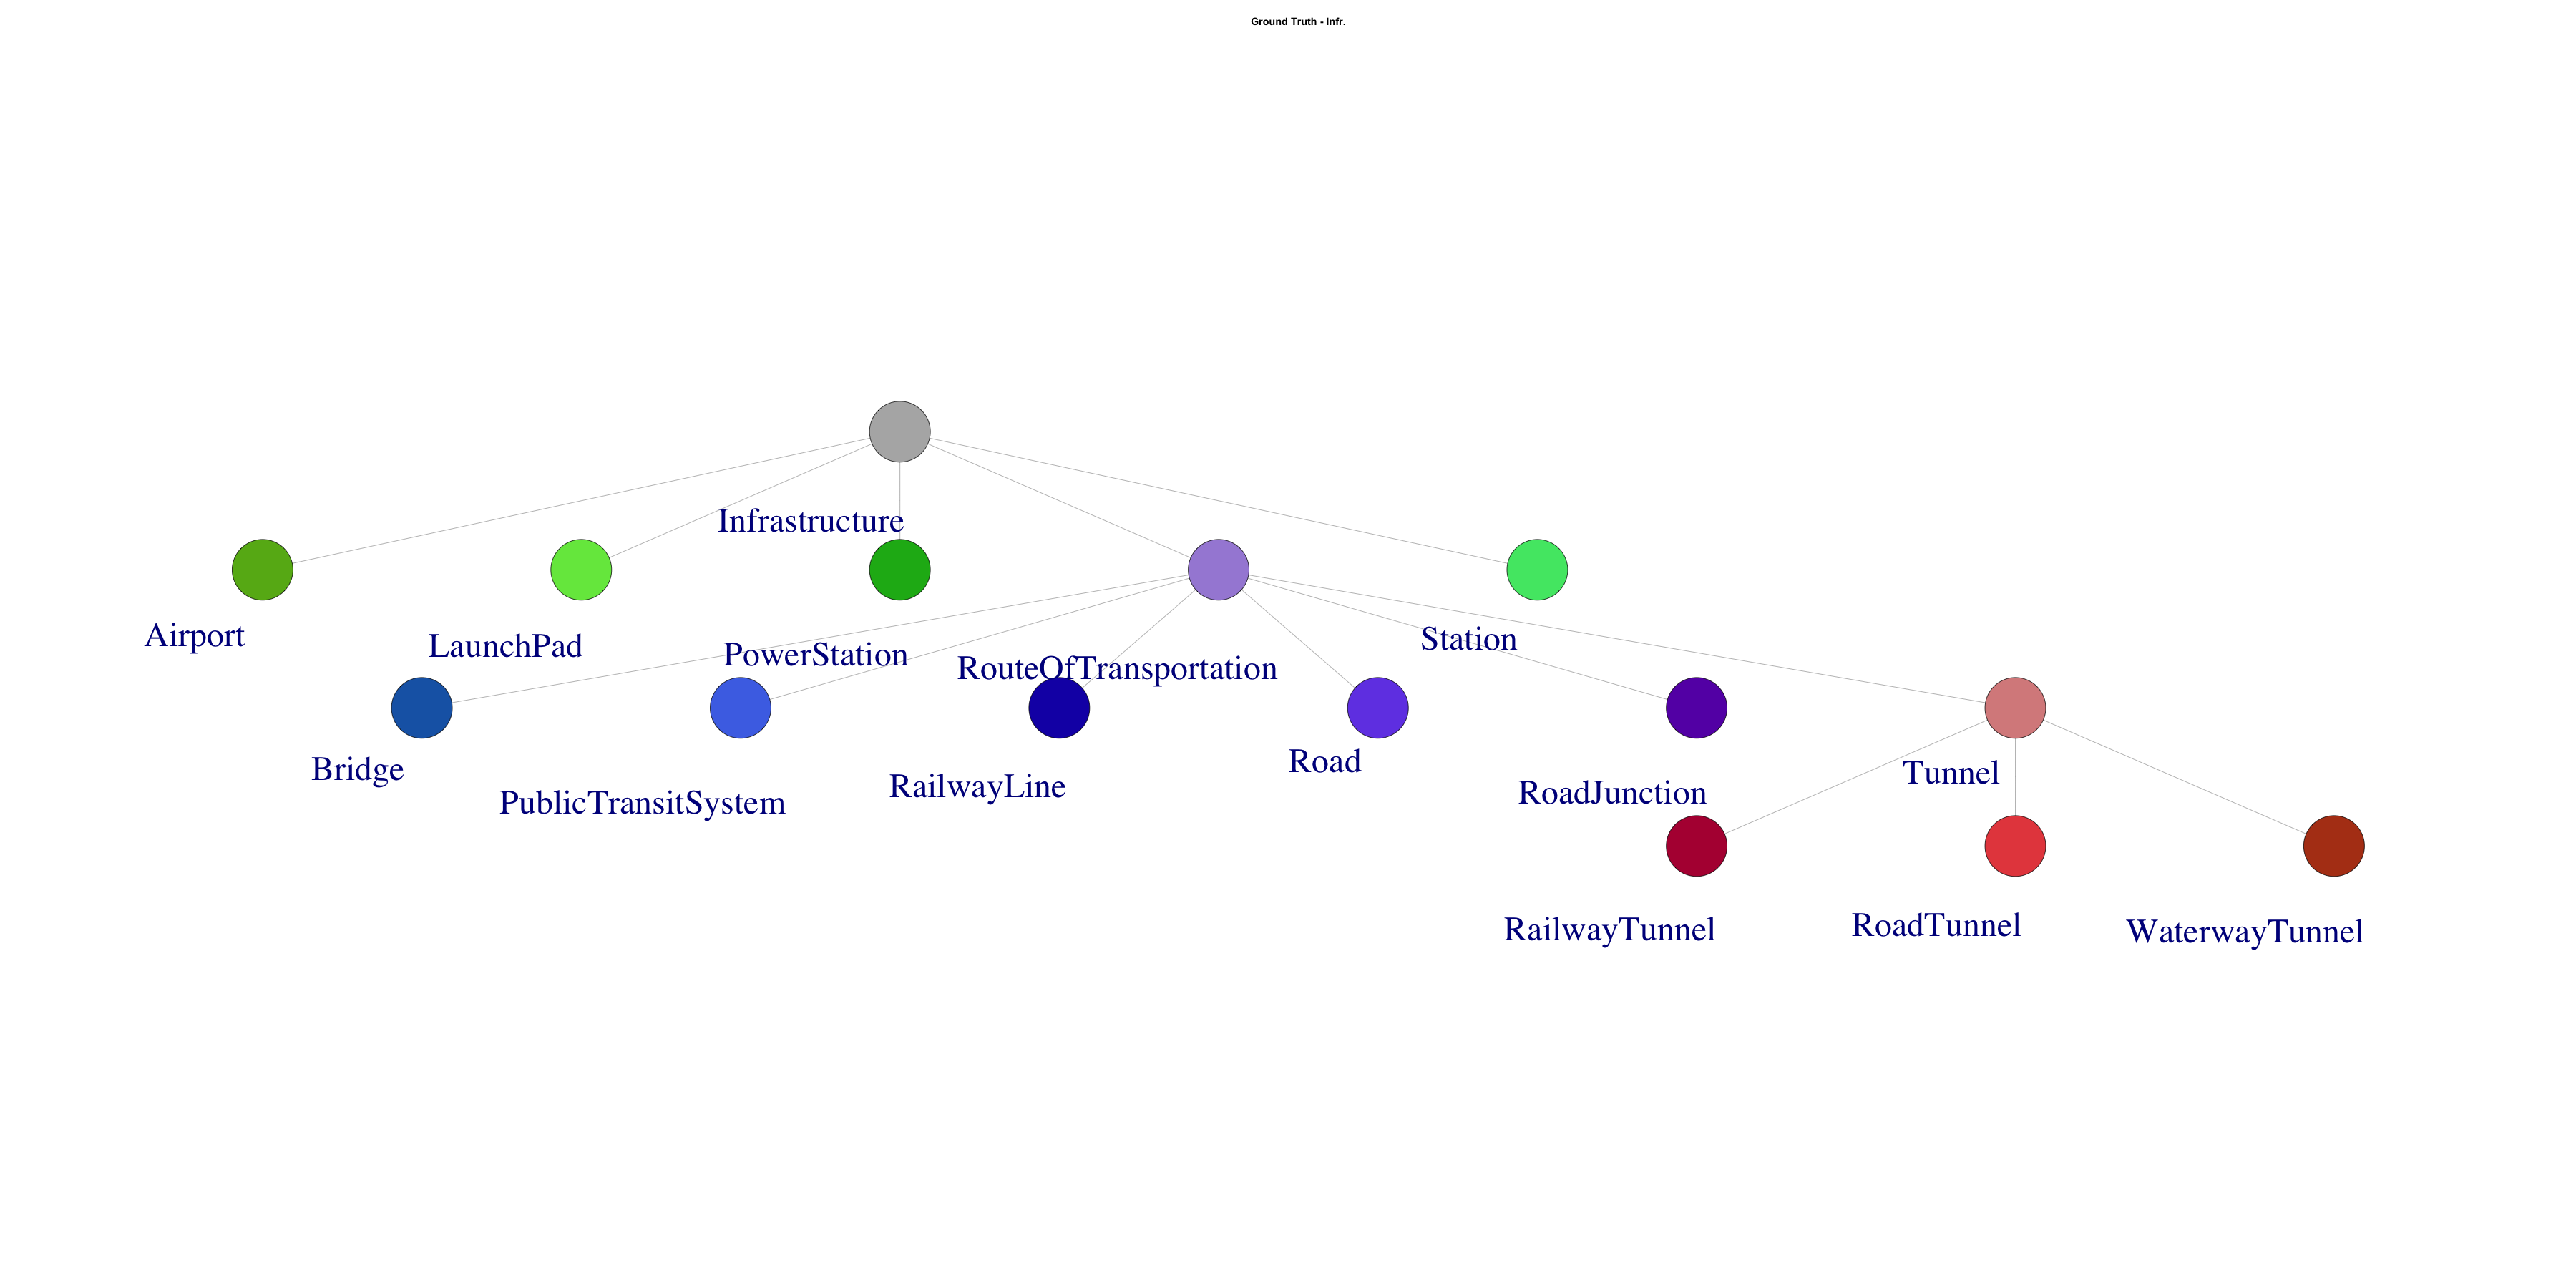 Ground Truth - Infr.
Infrastructure
Airport
LaunchPad
PowerStation
RouteOfTransportation
Station
Bridge
PublicTransitSystem
RailwayLine
Road
RoadJunction
Tunnel
RailwayTunnel
RoadTunnel
WaterwayTunnel